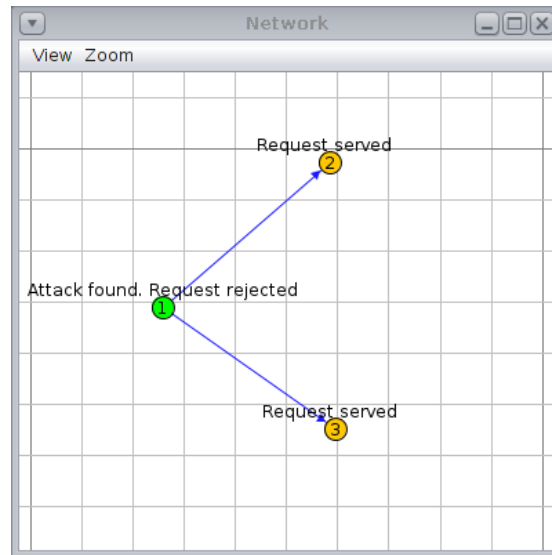 Network
View Zoom
Request served
2
Attack found. Request rejected
1
Request served
3